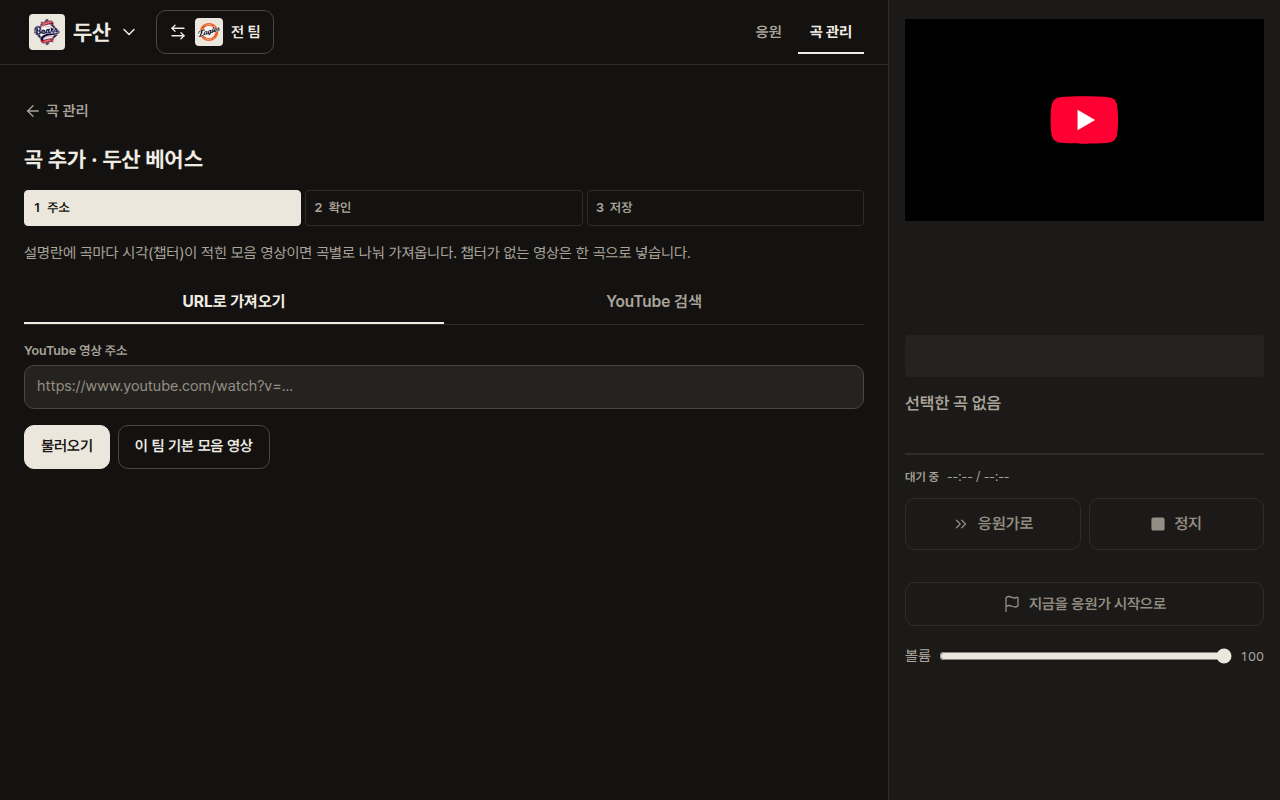 두산
전 팀
응원
곡 관리
곡 관리
곡 추가 · 두산 베어스
1 주소
2 확인
3 저장
설명란에 곡마다 시각(챕터)이 적힌 모음 영상이면 곡별로 나눠 가져옵니다. 챕터가 없는 영상은 한 곡으로 넣습니다.
URL로 가져오기
YouTube 검색
YouTube 영상 주소
https://www.youtube.com/watch?v=...
불러오기
이 팀 기본 모음 영상
선택한 곡 없음
대기 중 --:-- / --:--
응원가로
정지
지금을 응원가 시작으로
볼륨
100
Bears
Eagles